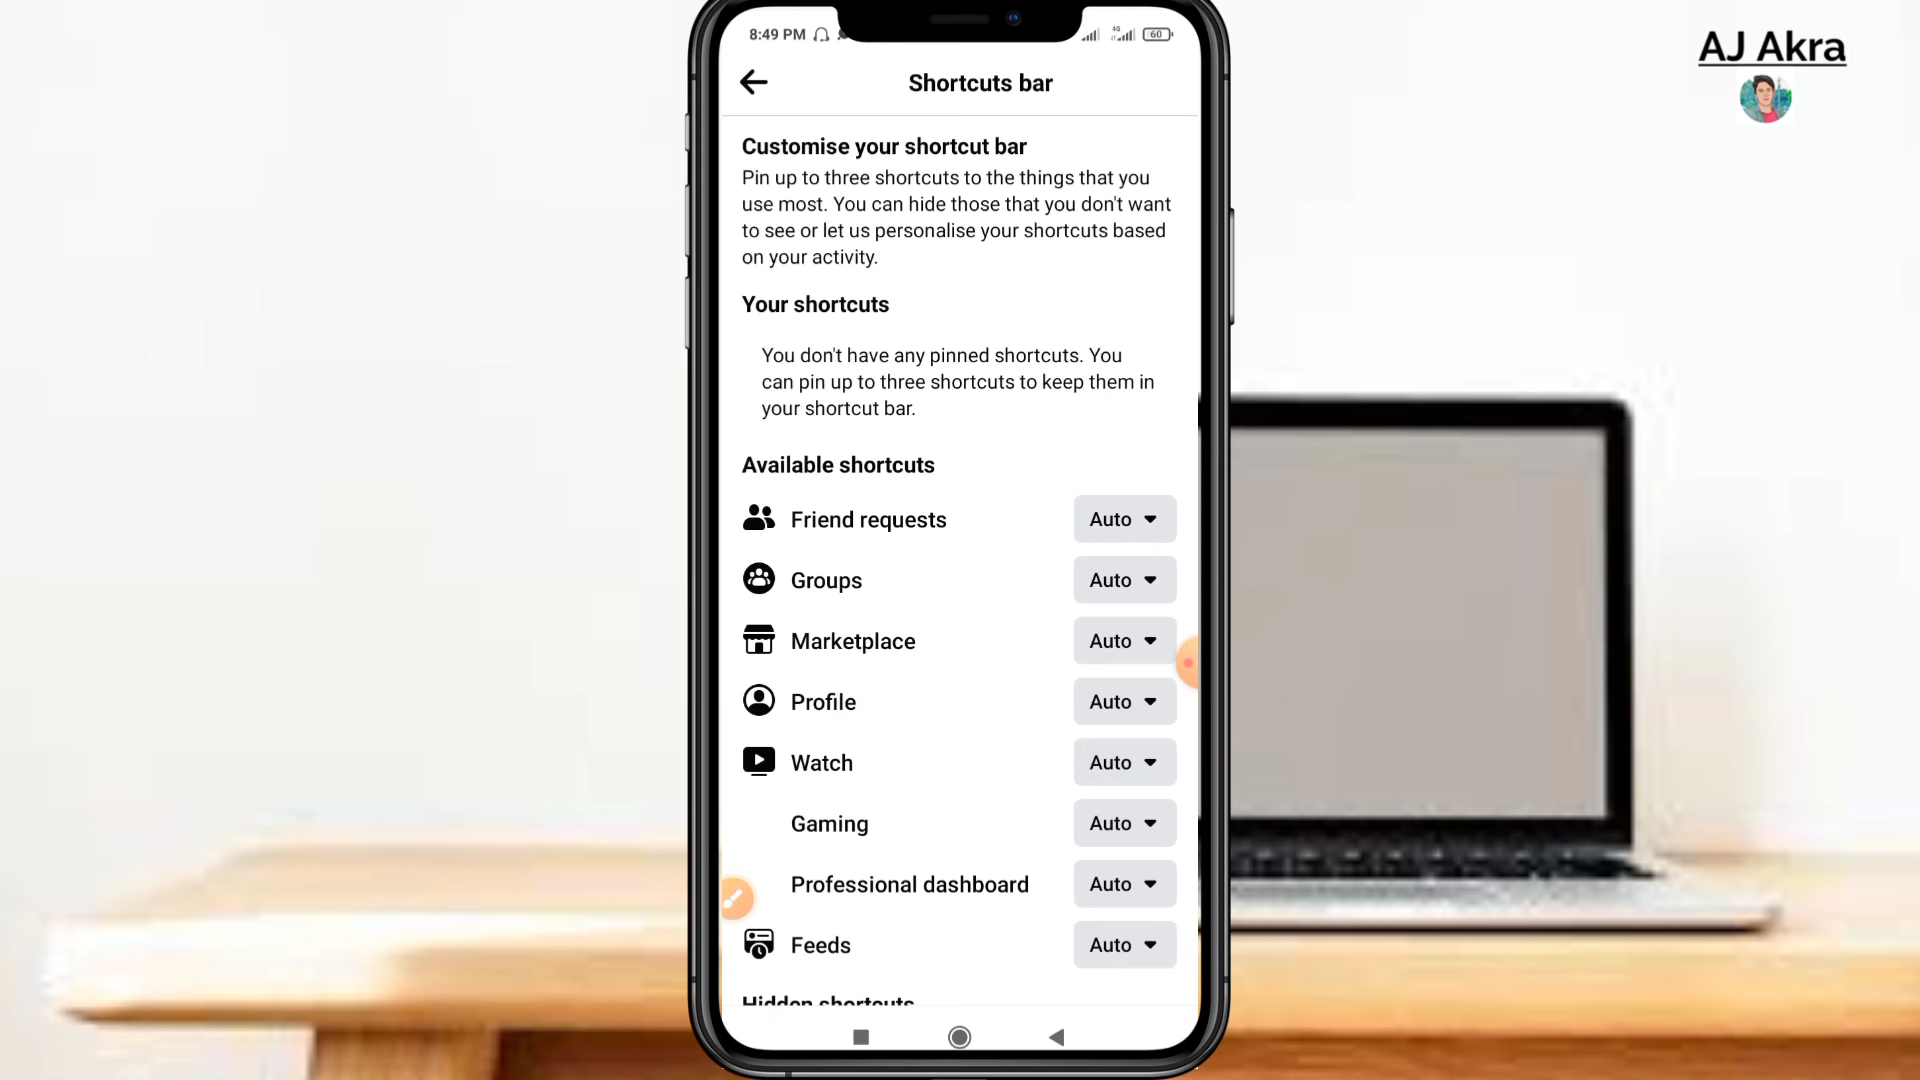 AJ Akra
8:49 PM
4G
60
Shortcuts bar
Customise your shortcut bar
Pin up to three shortcuts to the things that you
use most. You can hide those that you don't want
to see or let us personalise your shortcuts based
on your activity.
Your shortcuts
You don't have any pinned shortcuts. You
can pin up to three shortcuts to keep them in
your shortcut bar.
Available shortcuts
Friend requests Auto
Groups Auto
Marketplace Auto
Profile Auto
Watch Auto
Gaming Auto
Professional dashboard Auto
Feeds Auto
Hidden shortcuts